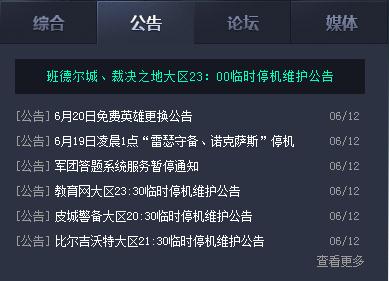 综合 公告 论坛 媒体
班德尔城、裁决之地大区23：00临时停机维护公告
[公告] 6月20日免费英雄更换公告 06/12
[公告] 6月19日凌晨1点“雷瑟守备、诺克萨斯”停机 06/12
[公告] 军团答题系统服务暂停通知 06/12
[公告] 教育网大区23:30临时停机维护公告 06/12
[公告] 皮城警备大区20:30临时停机维护公告 06/12
[公告] 比尔吉沃特大区21:30临时停机维护公告 06/12
查看更多